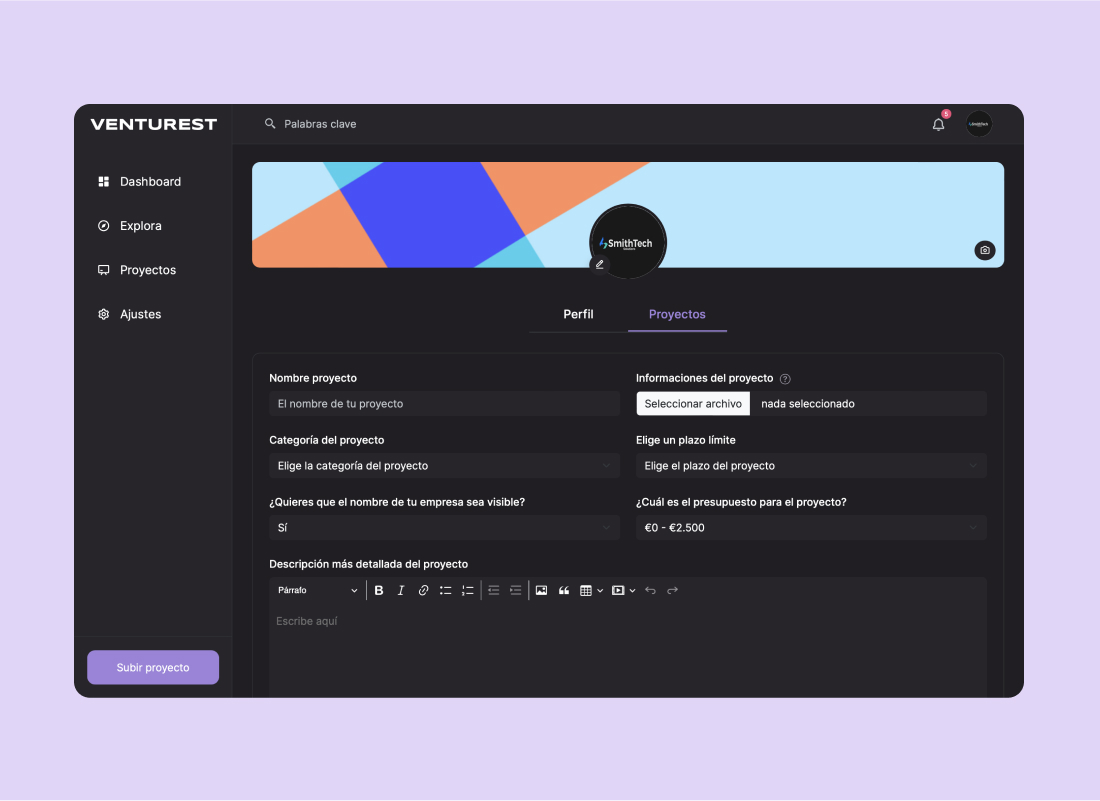 VENTUREST
Palabras clave
5
Dashboard
Explora
Proyectos
Ajustes
Subir proyecto
SmithTech
Perfil
Proyectos
Nombre proyecto
El nombre de tu proyecto
Informaciones del proyecto ?
Seleccionar archivo nada seleccionado
Categoría del proyecto
Elige la categoría del proyecto
Elige un plazo límite
Elige el plazo del proyecto
¿Quieres que el nombre de tu empresa sea visible?
Sí
¿Cuál es el presupuesto para el proyecto?
€0 - €2.500
Descripción más detallada del proyecto
Párrafo B I
Escribe aquí